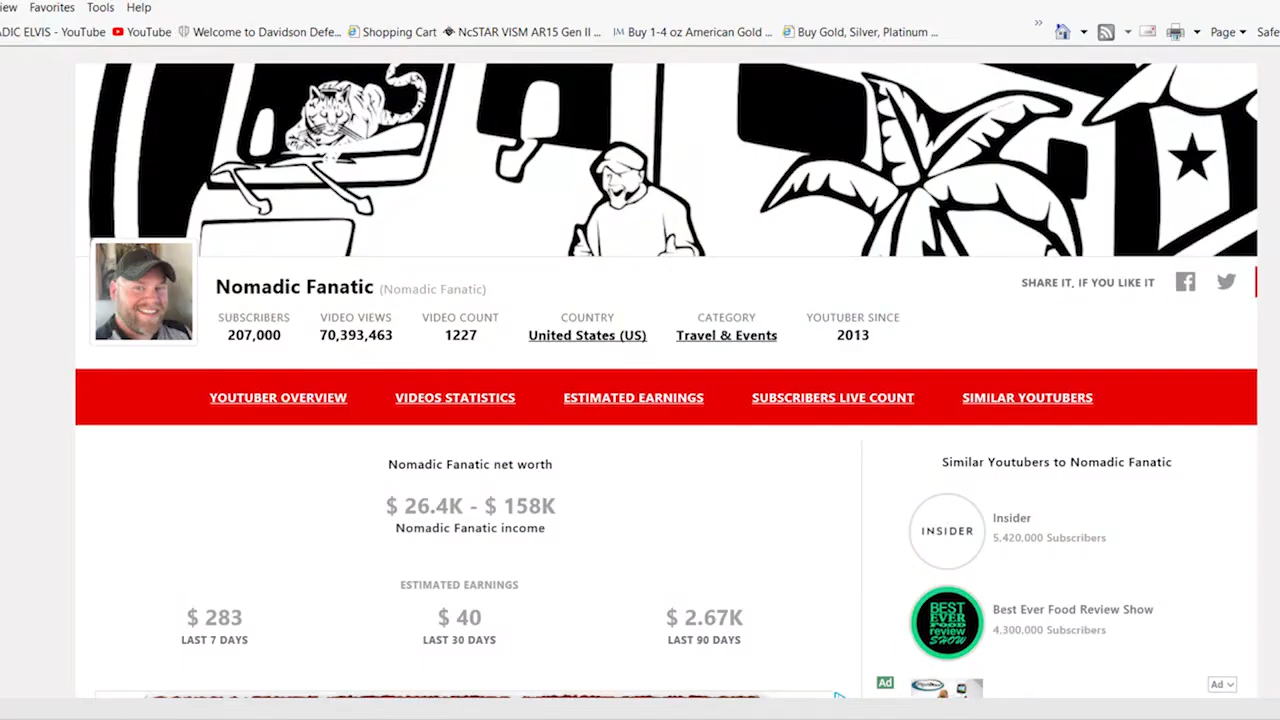 iew Favorites Tools Help
ADIC ELVIS - YouTube YouTube Welcome to Davidson Defe... Shopping Cart NcSTAR VISM AR15 Gen II ... Buy 1-4 oz American Gold ... Buy Gold, Silver, Platinum ... » Page Safe
Nomadic Fanatic (Nomadic Fanatic)
SHARE IT, IF YOU LIKE IT
SUBSCRIBERS VIDEO VIEWS VIDEO COUNT COUNTRY CATEGORY YOUTUBER SINCE
207,000 70,393,463 1227 United States (US) Travel & Events 2013
YOUTUBER OVERVIEW VIDEOS STATISTICS ESTIMATED EARNINGS SUBSCRIBERS LIVE COUNT SIMILAR YOUTUBERS
Nomadic Fanatic net worth
$ 26.4K - $ 158K
Nomadic Fanatic income
ESTIMATED EARNINGS
$ 283 $ 40 $ 2.67K
LAST 7 DAYS LAST 30 DAYS LAST 90 DAYS
Similar Youtubers to Nomadic Fanatic
INSIDER
Insider
5,420,000 Subscribers
BEST EVER FOOD review SHOW
Best Ever Food Review Show
4,300,000 Subscribers
Ad
Ad